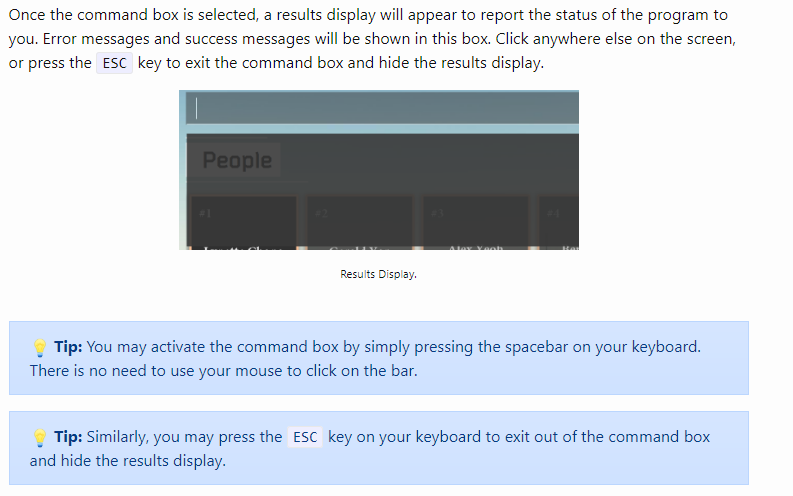 Once the command box is selected, a results display will appear to report the status of the program to
you. Error messages and success messages will be shown in this box. Click anywhere else on the screen,
or press the ESC key to exit the command box and hide the results display.
People
#1 #2 #3 #4
Alex Yeoh
Results Display.
Tip: You may activate the command box by simply pressing the spacebar on your keyboard.
There is no need to use your mouse to click on the bar.
Tip: Similarly, you may press the ESC key on your keyboard to exit out of the command box
and hide the results display.